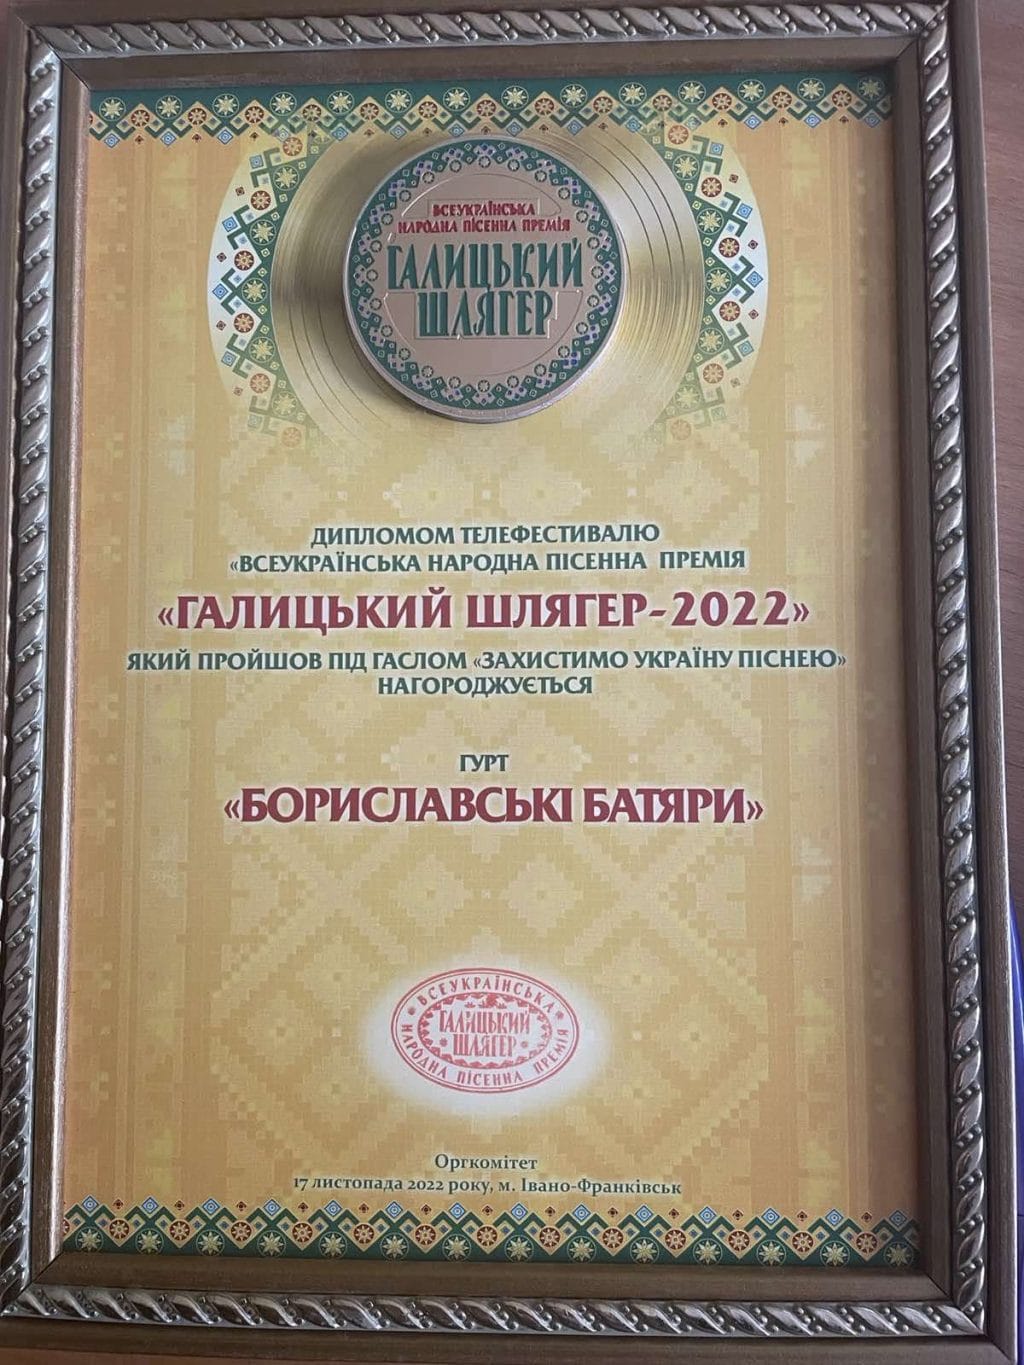 ВСЕУКРАЇНСЬКА
НАРОДНА ПІСЕННА ПРЕМІЯ
ГАЛИЦЬКИЙ
ШЛЯГЕР
ДИПЛОМОМ ТЕЛЕФЕСТИВАЛЮ
«ВСЕУКРАЇНСЬКА НАРОДНА ПІСЕННА ПРЕМІЯ
«ГАЛИЦЬКИЙ ШЛЯГЕР-2022»
ЯКИЙ ПРОЙШОВ ПІД ГАСЛОМ «ЗАХИСТИМО УКРАЇНУ ПІСНЕЮ»
НАГОРОДЖУЄТЬСЯ
ГУРТ
«БОРИСЛАВСЬКІ БАТЯРИ»
ВСЕУКРАЇНСЬКА
ГАЛИЦЬКИЙ
ШЛЯГЕР
НАРОДНА ПІСЕННА ПРЕМІЯ
Оргкомітет
17 листопада 2022 року, м. Івано-Франківськ